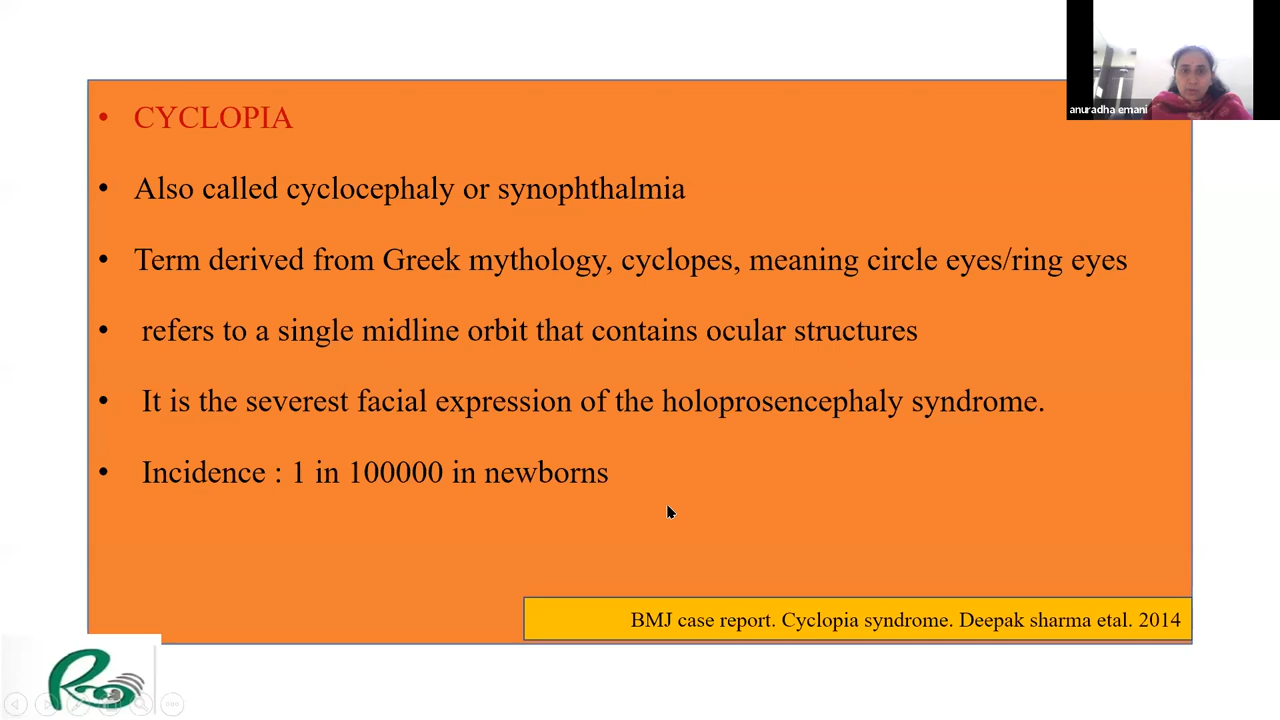 anuradha emani
• CYCLOPIA
• Also called cyclocephaly or synophthalmia
• Term derived from Greek mythology, cyclopes, meaning circle eyes/ring eyes
• refers to a single midline orbit that contains ocular structures
• It is the severest facial expression of the holoprosencephaly syndrome.
• Incidence : 1 in 100000 in newborns
BMJ case report. Cyclopia syndrome. Deepak sharma etal. 2014